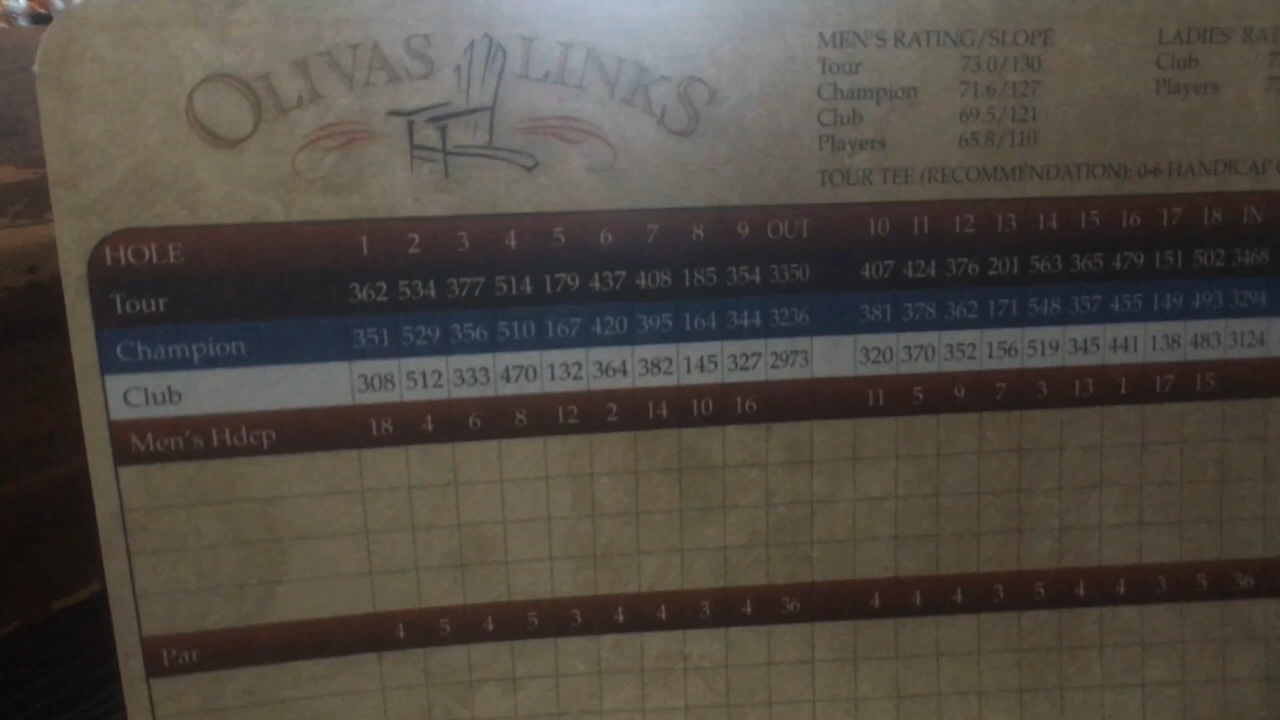 OLIVAS LINKS
MEN'S RATING/SLOPE
Tour 73.0/130
Champion 71.6/127
Club 69.5/121
Players 65.8/110
LADIES'
Club
Players
TOUR TEE (RECOMMENDATION): 0-6 HANDICAP
HOLE 1 2 3 4 5 6 7 8 9 OUT 10 11 12 13 14 15 16 17 18 IN
Tour 362 534 377 514 179 437 408 185 354 3350 407 424 376 201 563 365 479 151 502 3468
Champion 351 529 356 510 167 420 395 164 344 3236 381 378 362 171 548 357 455 149 493 3294
Club 308 512 333 470 132 364 382 145 327 2973 320 370 352 156 519 345 441 138 483 3124
Men's Hdcp 18 4 6 8 12 2 14 10 16 11 5 9 7 3 13 1 17 15
Par 4 5 4 5 3 4 4 3 4 36 4 4 4 3 5 4 4 3 5 36